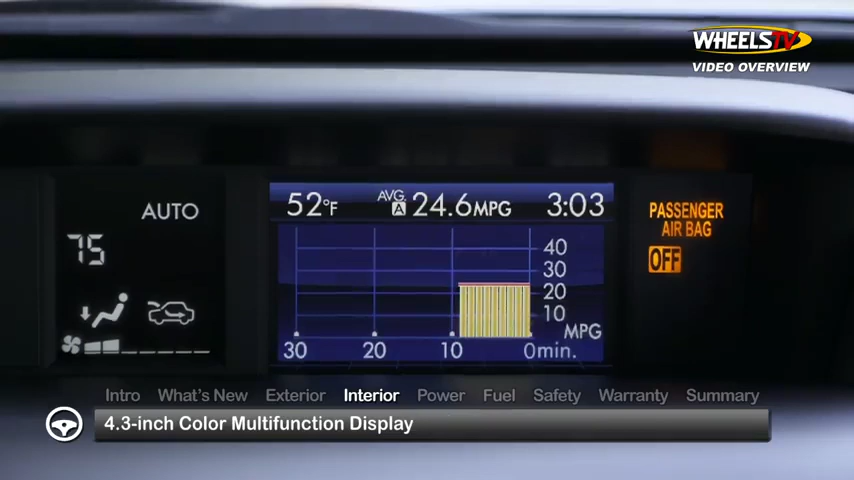 WHEELSTV
VIDEO OVERVIEW
AUTO
75
52°F AVG. A 24.6MPG 3:03
40
30
20
10
MPG
30 20 10 0min.
PASSENGER
AIR BAG
OFF
Intro What's New Exterior Interior Power Fuel Safety Warranty Summary
4.3-inch Color Multifunction Display